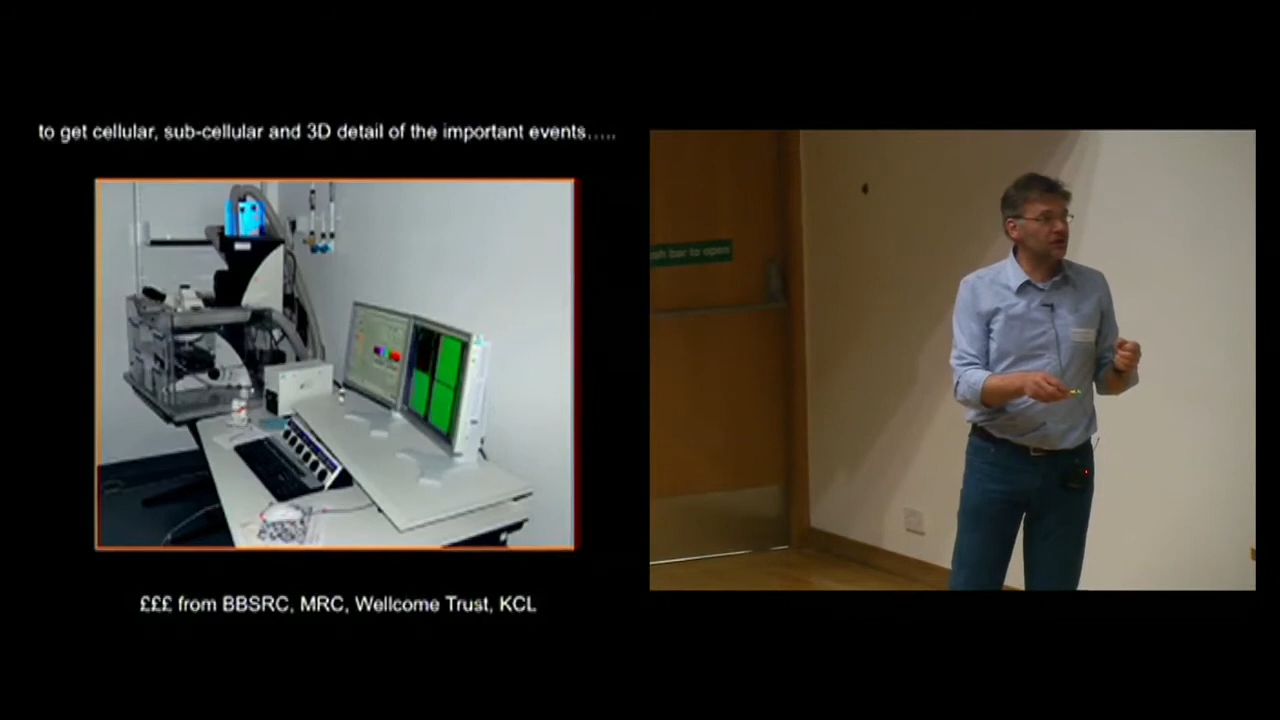 to get cellular, sub-cellular and 3D detail of the important events.....
£££ from BBSRC, MRC, Wellcome Trust, KCL
bar to open